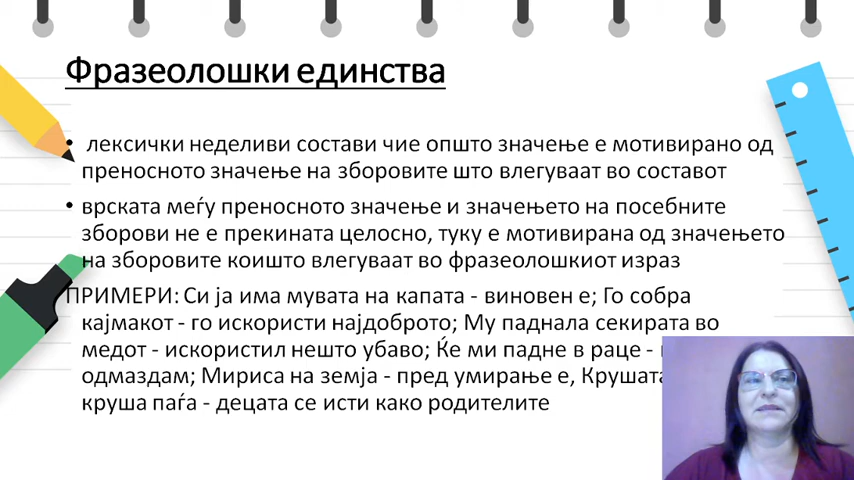 Фразеолошки единства
• лексички неделиви состави чие општо значење е мотивирано од
преносното значење на зборовите што влегуваат во составот
• врската меѓу преносното значење и значењето на посебните
зборови не е прекината целосно, туку е мотивирана од значењето
на зборовите коишто влегуваат во фразеолошкиот израз
ПРИМЕРИ: Си ја има мувата на капата - виновен е; Го собра
кајмакот - го искористи најдоброто; Му паднала секирата во
медот - искористил нешто убаво; Ќе ми падне в раце -
одмаздам; Мириса на земја - пред умирање е, Крушата
круша паѓа - децата се исти како родителите